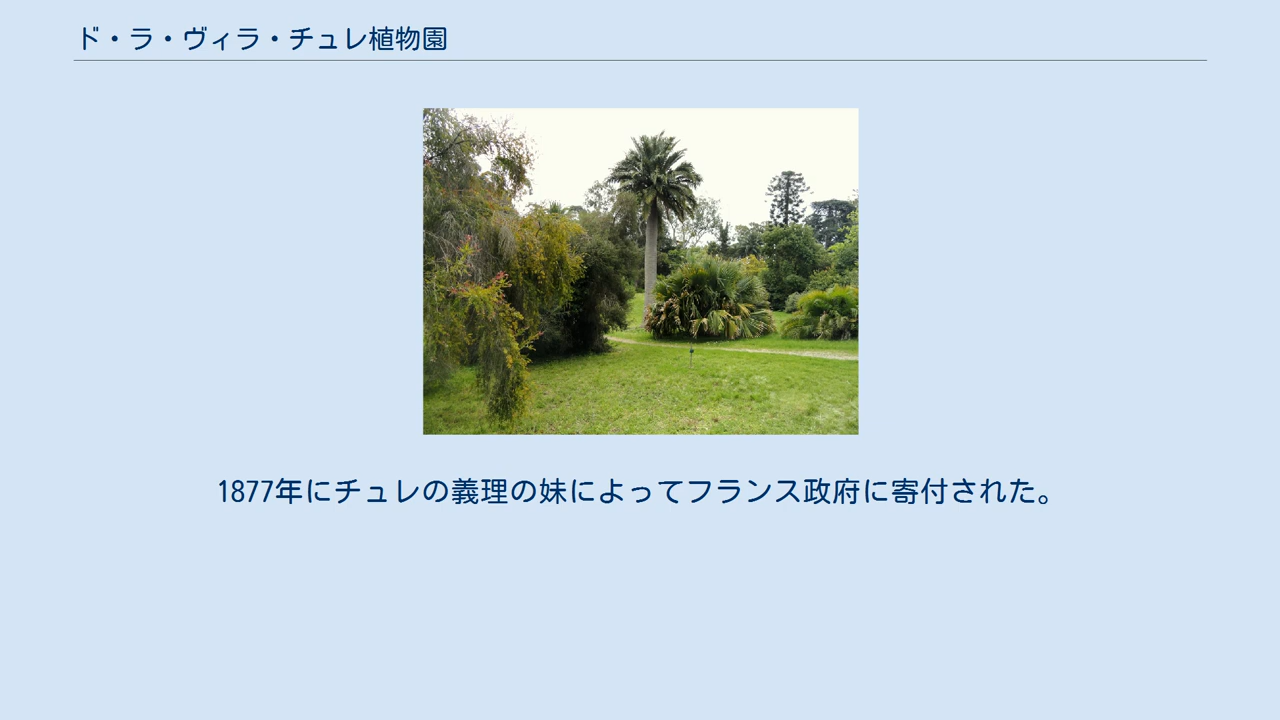 ド・ラ・ヴィラ・チュレ植物園
1877年にチュレの義理の妹によってフランス政府に寄付された。